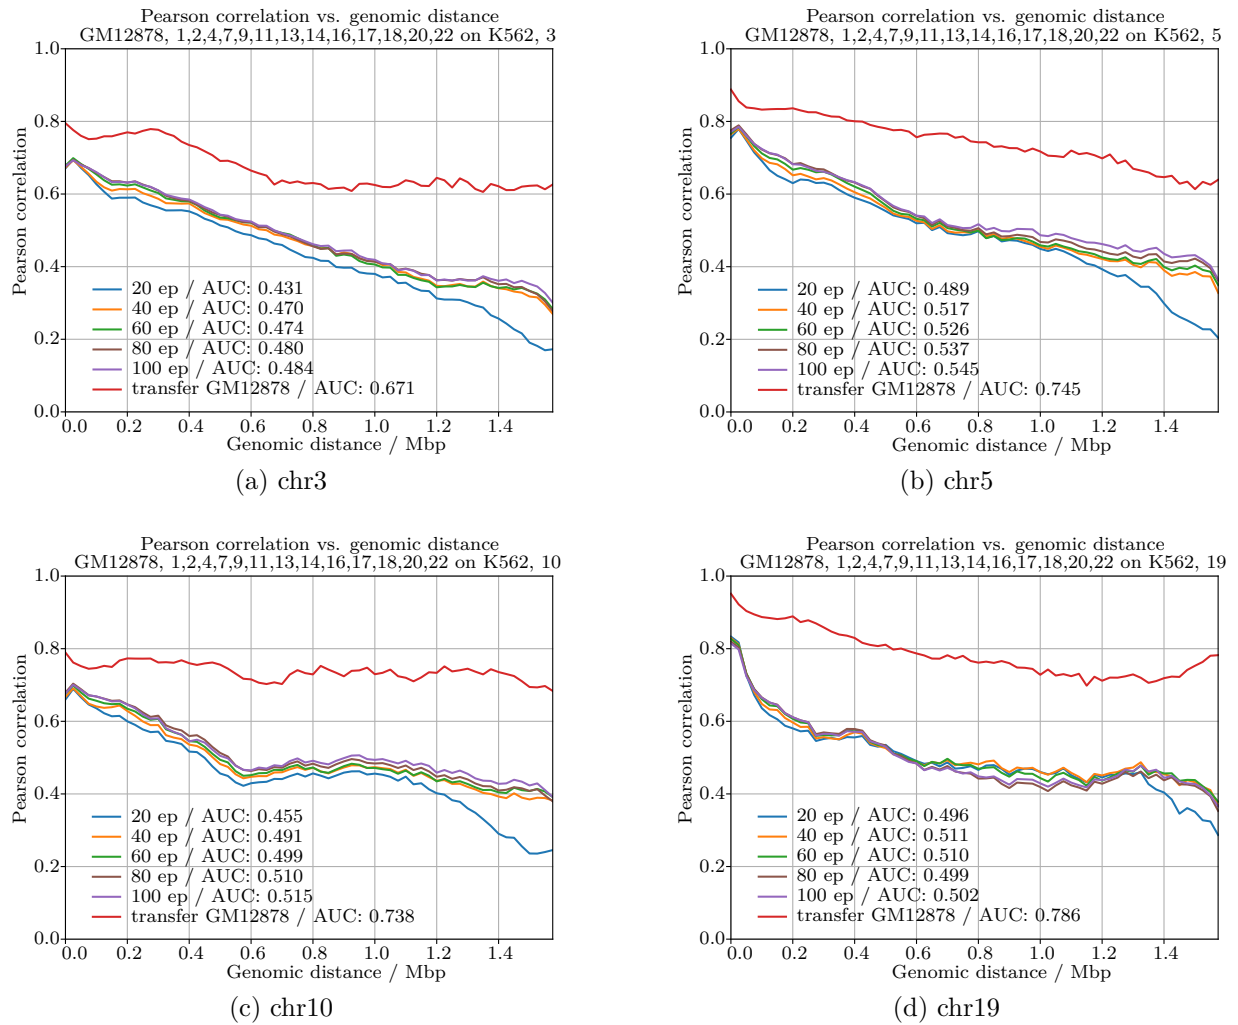 Pearson correlation vs. genomic distance
GM12878, 1,2,4,7,9,11,13,14,16,17,18,20,22 on K562, 3
1.0
0.8
0.6
0.4
0.2
0.0
Pearson correlation
20 ep / AUC: 0.431
40 ep / AUC: 0.470
60 ep / AUC: 0.474
80 ep / AUC: 0.480
100 ep / AUC: 0.484
transfer GM12878 / AUC: 0.671
0.0 0.2 0.4 0.6 0.8 1.0 1.2 1.4
Genomic distance / Mbp
(a) chr3
Pearson correlation vs. genomic distance
GM12878, 1,2,4,7,9,11,13,14,16,17,18,20,22 on K562, 5
1.0
0.8
0.6
0.4
0.2
0.0
Pearson correlation
20 ep / AUC: 0.489
40 ep / AUC: 0.517
60 ep / AUC: 0.526
80 ep / AUC: 0.537
100 ep / AUC: 0.545
transfer GM12878 / AUC: 0.745
0.0 0.2 0.4 0.6 0.8 1.0 1.2 1.4
Genomic distance / Mbp
(b) chr5
Pearson correlation vs. genomic distance
GM12878, 1,2,4,7,9,11,13,14,16,17,18,20,22 on K562, 10
1.0
0.8
0.6
0.4
0.2
0.0
Pearson correlation
20 ep / AUC: 0.455
40 ep / AUC: 0.491
60 ep / AUC: 0.499
80 ep / AUC: 0.510
100 ep / AUC: 0.515
transfer GM12878 / AUC: 0.738
0.0 0.2 0.4 0.6 0.8 1.0 1.2 1.4
Genomic distance / Mbp
(c) chr10
Pearson correlation vs. genomic distance
GM12878, 1,2,4,7,9,11,13,14,16,17,18,20,22 on K562, 19
1.0
0.8
0.6
0.4
0.2
0.0
Pearson correlation
20 ep / AUC: 0.496
40 ep / AUC: 0.511
60 ep / AUC: 0.510
80 ep / AUC: 0.499
100 ep / AUC: 0.502
transfer GM12878 / AUC: 0.786
0.0 0.2 0.4 0.6 0.8 1.0 1.2 1.4
Genomic distance / Mbp
(d) chr19